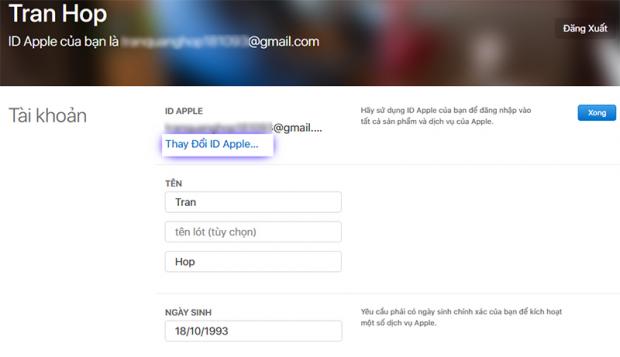 Tran Hop
ID Apple của bạn là @gmail.com
Đăng Xuất
Tài khoản
ID APPLE
@gmail....
Thay Đổi ID Apple...
Hãy sử dụng ID Apple của bạn để đăng nhập vào
tất cả sản phẩm và dịch vụ của Apple.
Xong
TÊN
Tran
tên lót (tùy chọn)
Hop
NGÀY SINH
18/10/1993
Yêu cầu phải có ngày sinh chính xác của bạn để kích hoạt
một số dịch vụ Apple.